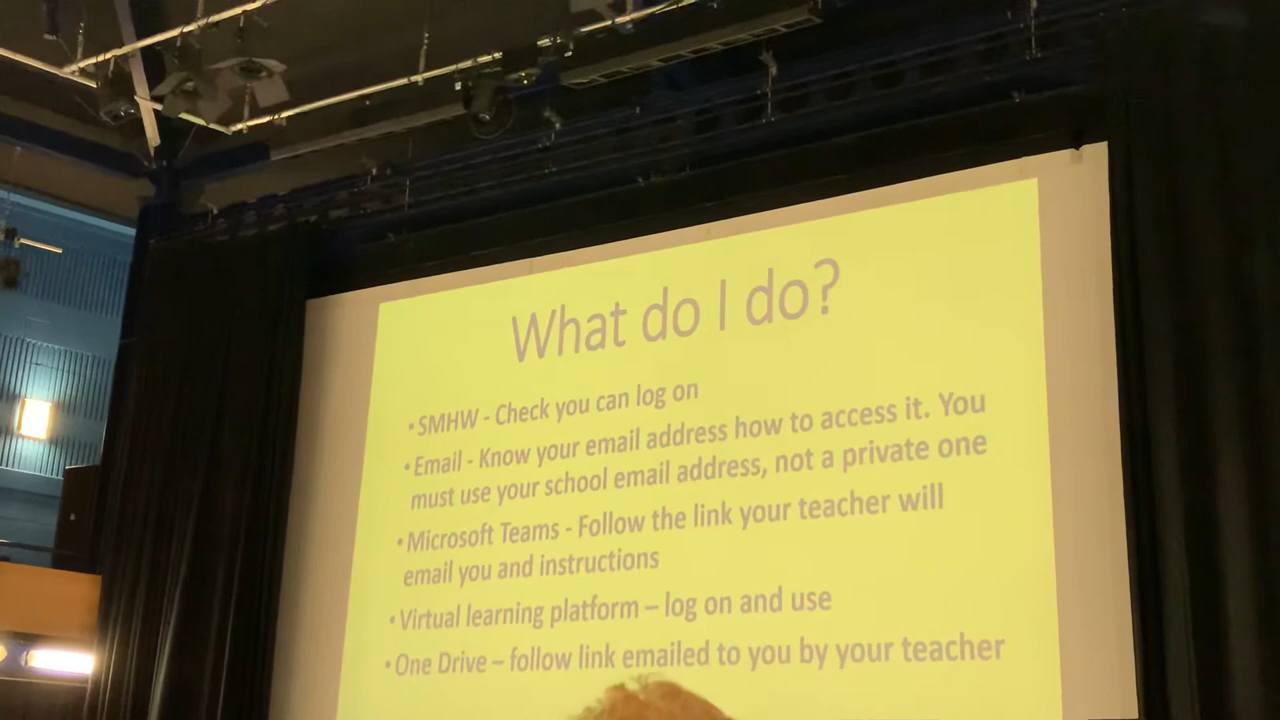 What do I do?
• SMHW - Check you can log on
• Email - Know your email address how to access it. You
must use your school email address, not a private one
• Microsoft Teams - Follow the link your teacher will
email you and instructions
• Virtual learning platform – log on and use
• One Drive – follow link emailed to you by your teacher